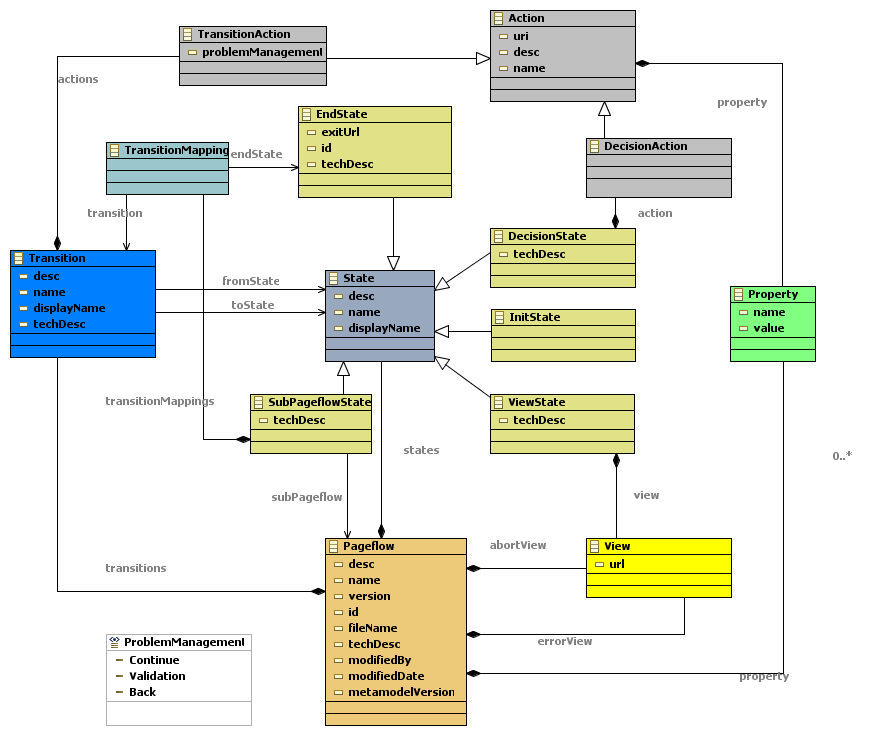 TransitionAction
problemManagement
actions
Action
uri
desc
name
property
EndState
exitUrl
id
techDesc
TransitionMapping
endState
transition
DecisionAction
action
Transition
desc
name
displayName
techDesc
fromState
toState
State
desc
name
displayName
DecisionState
techDesc
InitState
Property
name
value
transitionMappings
SubPageflowState
techDesc
ViewState
techDesc
states
0..*
subPageflow
view
transitions
Pageflow
desc
name
version
id
fileName
techDesc
modifiedBy
modifiedDate
metamodelVersion
abortView
View
url
errorView
property
ProblemManagement
Continue
Validation
Back